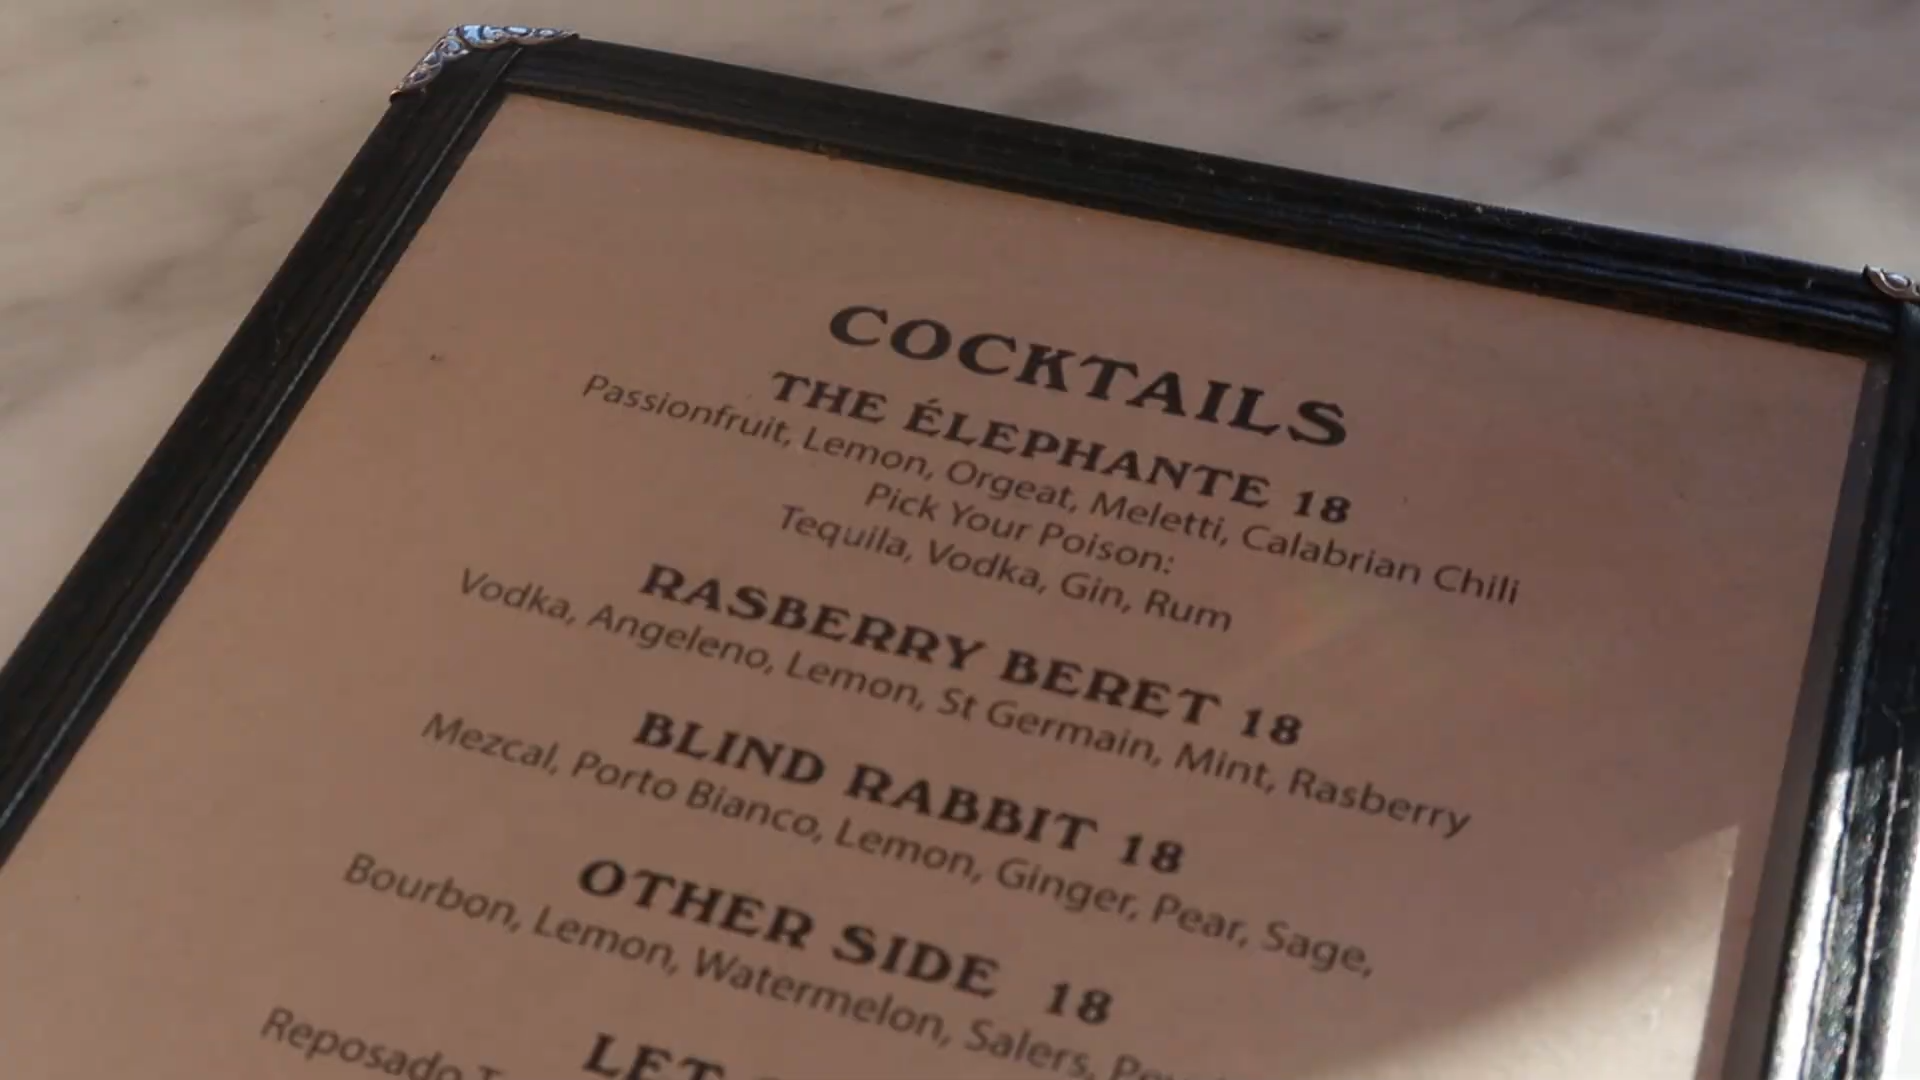 COCKTAILS
THE ÉLEPHANTE 18
Passionfruit, Lemon, Orgeat, Meletti, Calabrian Chili
Pick Your Poison:
Tequila, Vodka, Gin, Rum
RASBERRY BERET 18
Vodka, Angeleno, Lemon, St Germain, Mint, Rasberry
BLIND RABBIT 18
Mezcal, Porto Bianco, Lemon, Ginger, Pear, Sage,
OTHER SIDE 18
Bourbon, Lemon, Watermelon, Salers,
LET
Reposado